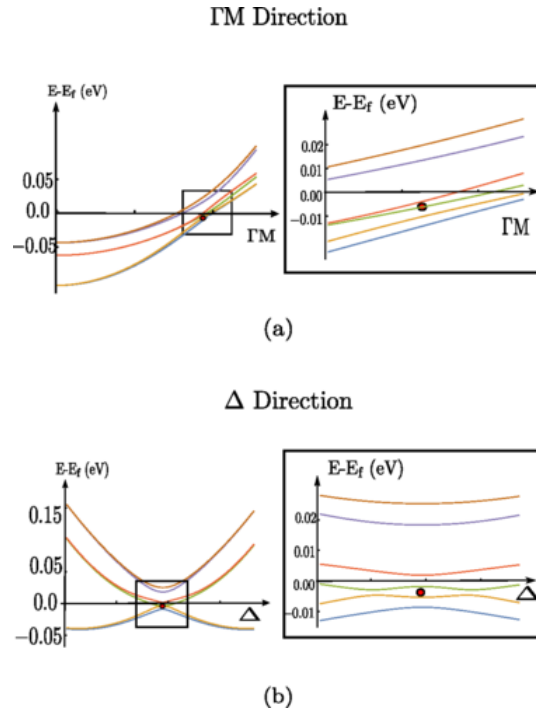 ΓM Direction
E-E_f (eV)
0.05
0.0
−0.05
ΓM
E-E_f (eV)
0.02
0.01
0.00
−0.01
ΓM
(a)
Δ Direction
E-E_f (eV)
0.15
0.05
0.0
−0.05
Δ
E-E_f (eV)
0.02
0.01
0.00
−0.01
Δ
(b)